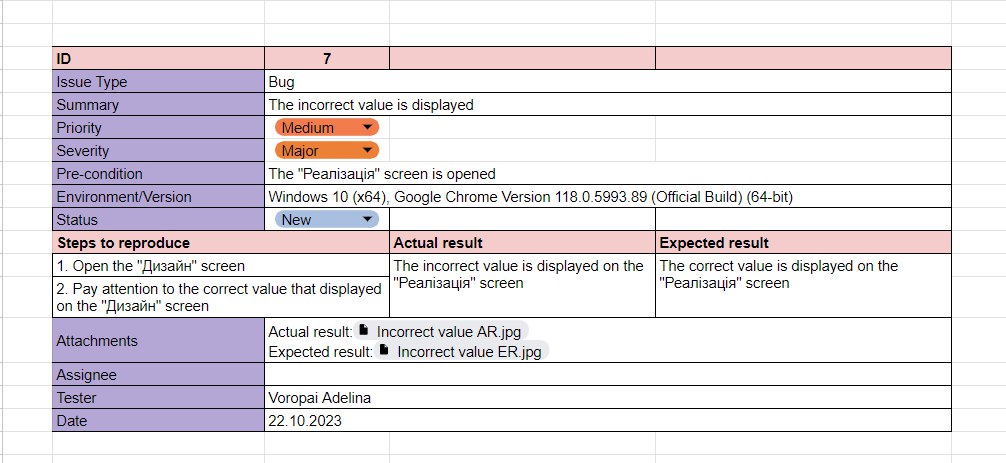 ID 7
Issue Type Bug
Summary The incorrect value is displayed
Priority Medium
Severity Major
Pre-condition The "Реалізація" screen is opened
Environment/Version Windows 10 (x64), Google Chrome Version 118.0.5993.89 (Official Build) (64-bit)
Status New
Steps to reproduce Actual result Expected result
1. Open the "Дизайн" screen
2. Pay attention to the correct value that displayed
on the "Дизайн" screen
The incorrect value is displayed on the
"Реалізація" screen
The correct value is displayed on the
"Реалізація" screen
Attachments
Actual result: Incorrect value AR.jpg
Expected result: Incorrect value ER.jpg
Assignee
Tester Voropai Adelina
Date 22.10.2023